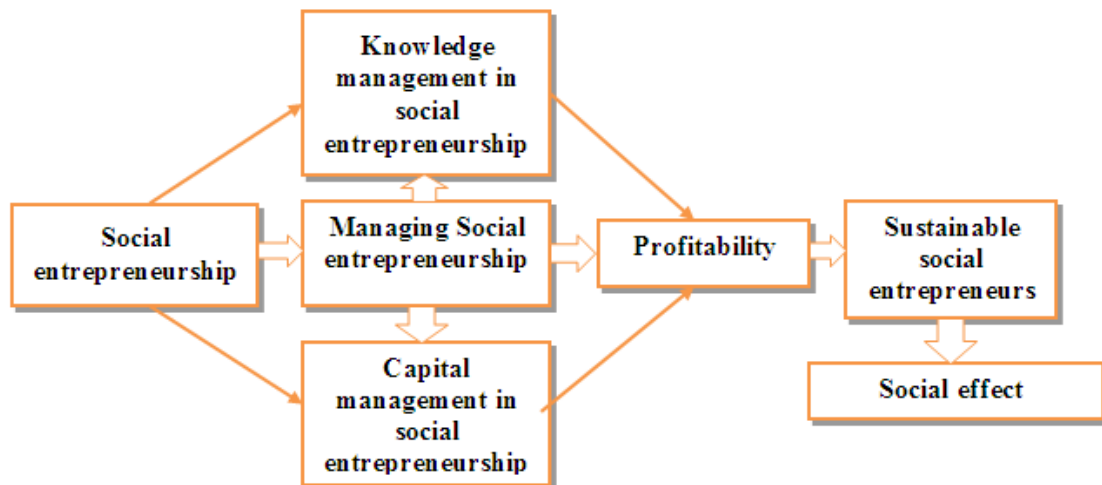 Knowledge
management in
social
entrepreneurship
Social
entrepreneurship
Managing Social
entrepreneurship
Profitability
Sustainable
social
entrepreneurs
Capital
management in
social
entrepreneurship
Social effect